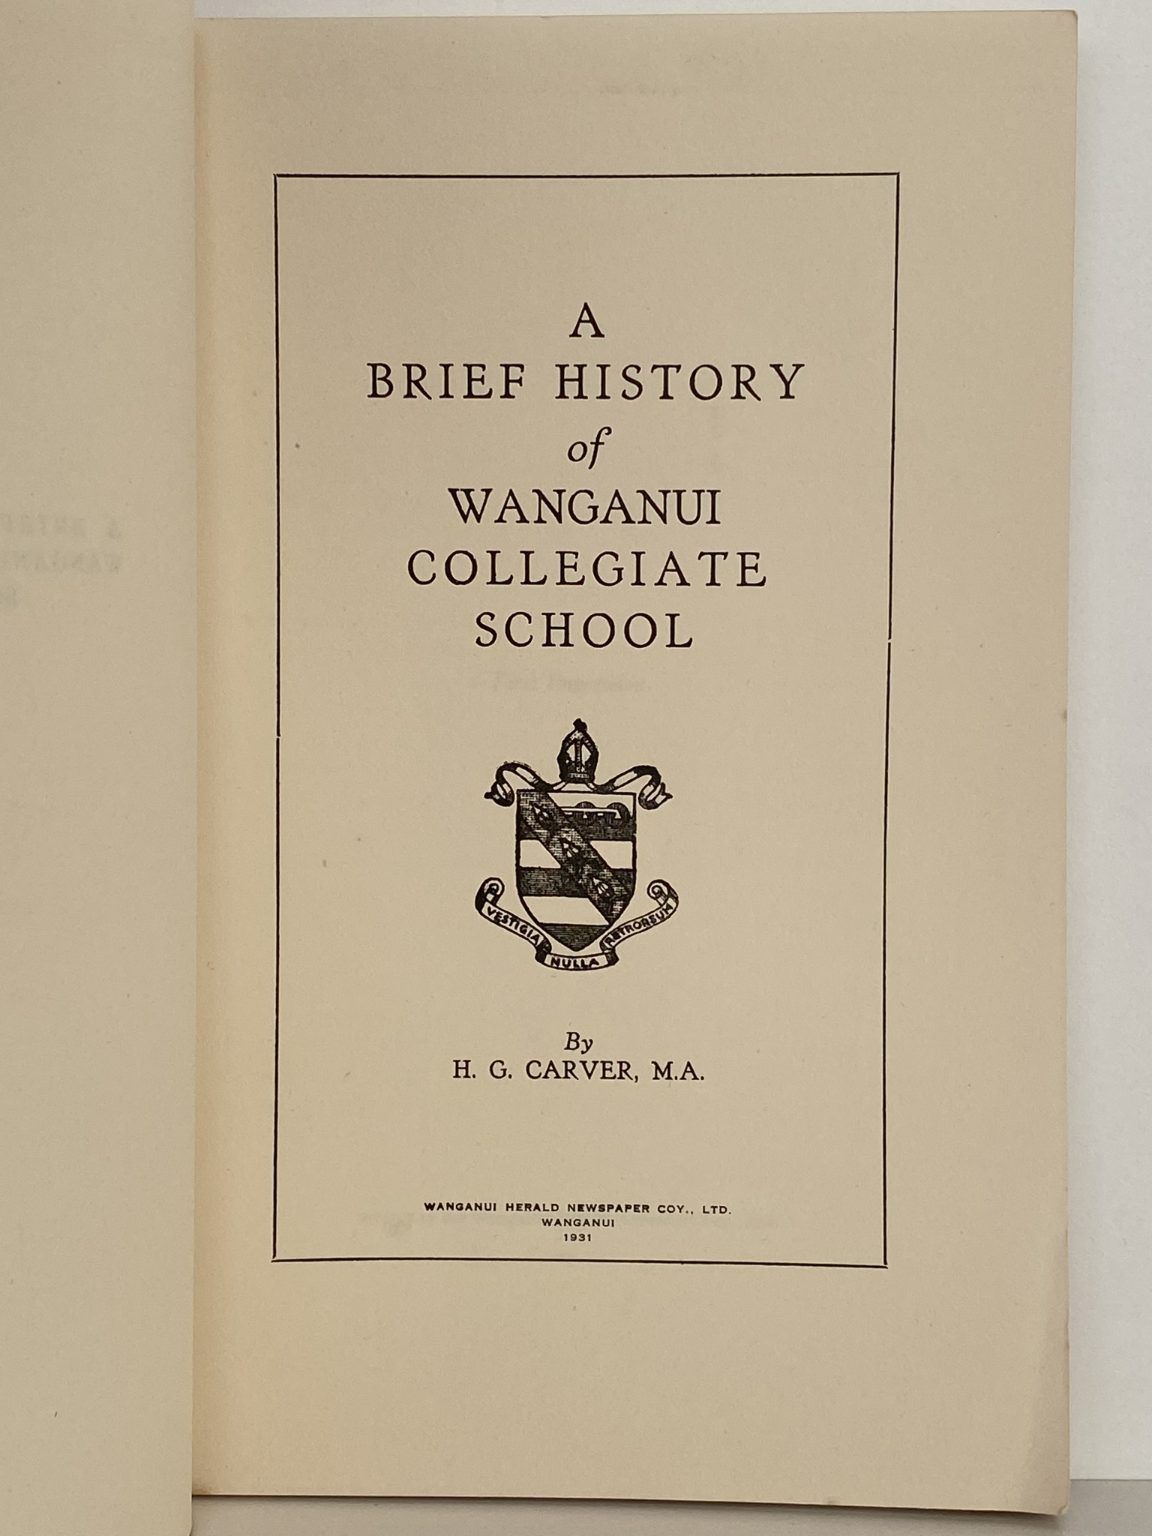 A
BRIEF HISTORY
of
WANGANUI
COLLEGIATE
SCHOOL
VESTIGIA
NULLA
RETRORSUM
By
H. G. CARVER, M.A.
WANGANUI HERALD NEWSPAPER COY., LTD.
WANGANUI
1931